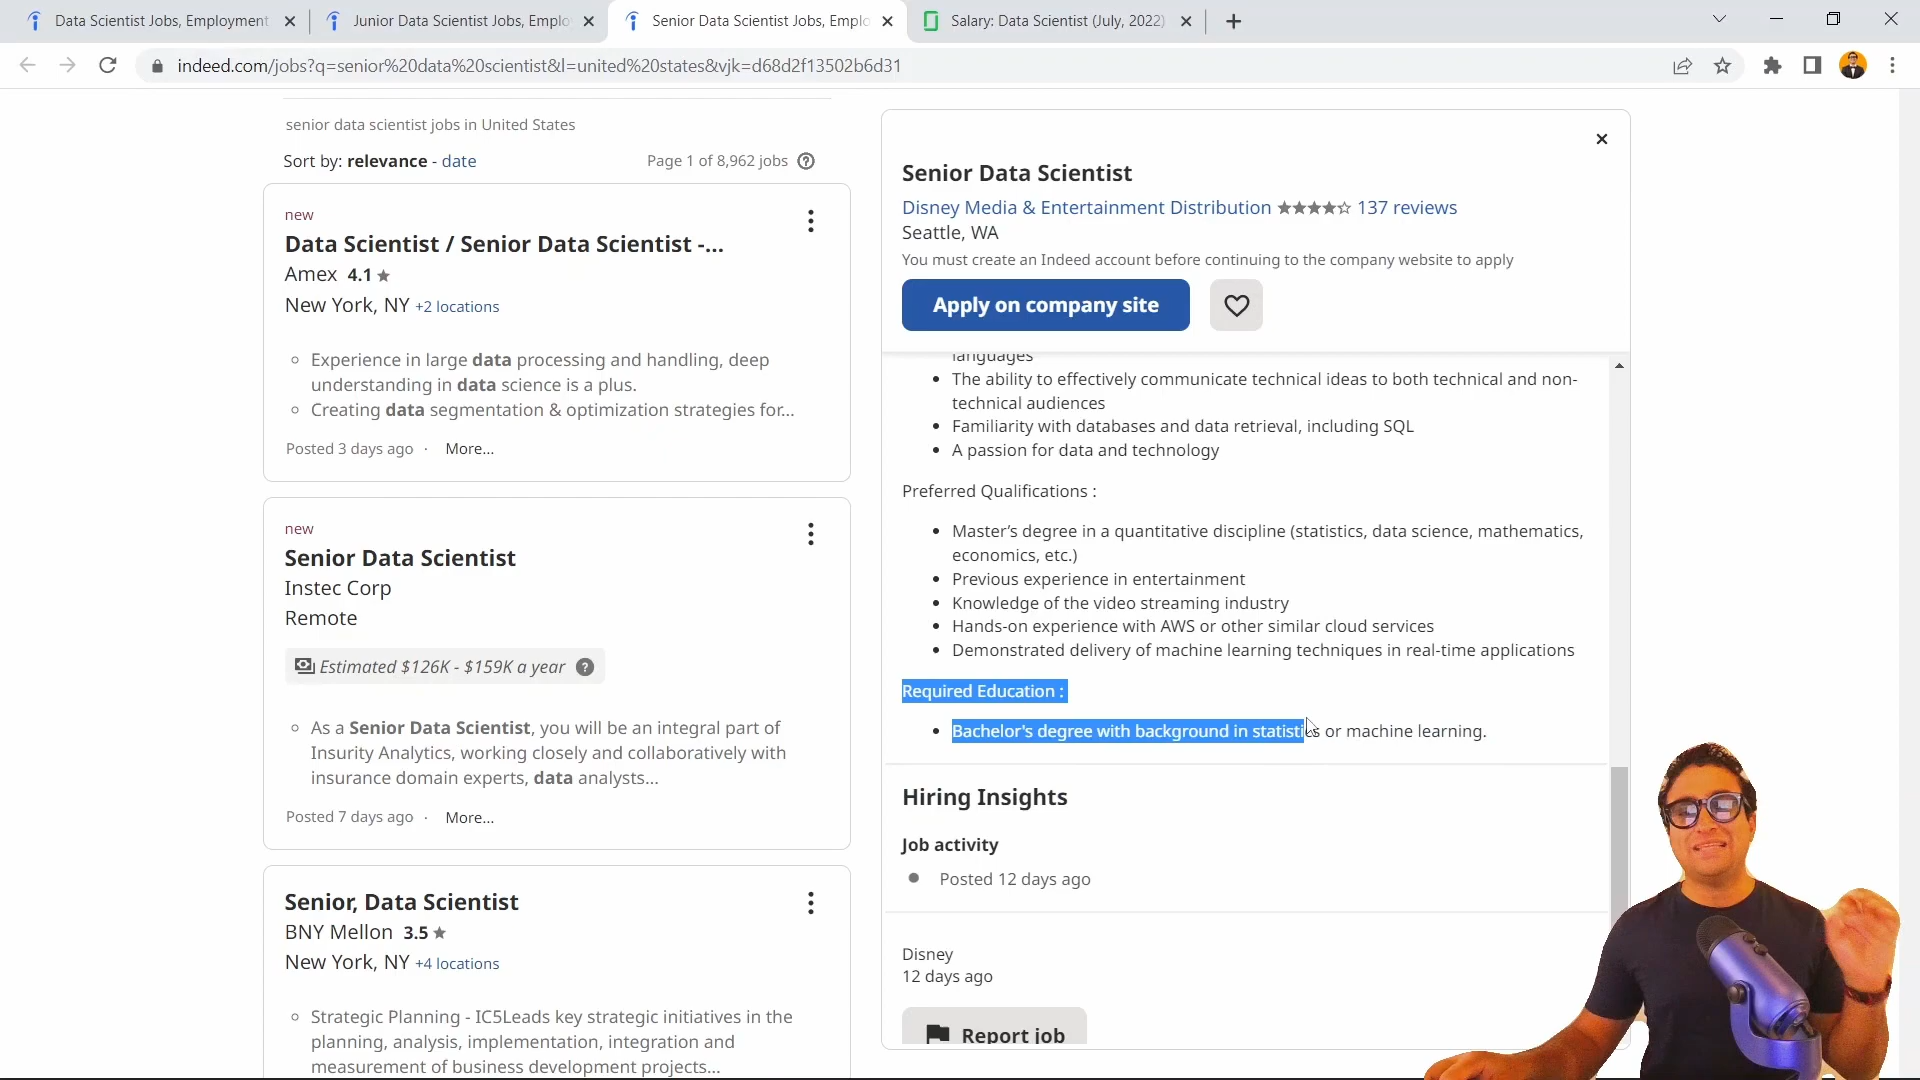 Data Scientist Jobs, Employment
Junior Data Scientist Jobs, Emplo
Senior Data Scientist Jobs, Emplo
Salary: Data Scientist (July, 2022)
indeed.com/jobs?q=senior%20data%20scientist&l=united%20states&vjk=d68d2f13502b6d31
senior data scientist jobs in United States
Sort by: relevance - date
Page 1 of 8,962 jobs
new
Data Scientist / Senior Data Scientist -...
Amex 4.1
New York, NY +2 locations
Experience in large data processing and handling, deep
understanding in data science is a plus.
Creating data segmentation & optimization strategies for...
Posted 3 days ago · More...
new
Senior Data Scientist
Instec Corp
Remote
Estimated $126K - $159K a year
As a Senior Data Scientist, you will be an integral part of
Insurity Analytics, working closely and collaboratively with
insurance domain experts, data analysts...
Posted 7 days ago · More...
Senior, Data Scientist
BNY Mellon 3.5
New York, NY +4 locations
Strategic Planning - IC5Leads key strategic initiatives in the
planning, analysis, implementation, integration and
measurement of business development projects...
Senior Data Scientist
Disney Media & Entertainment Distribution 137 reviews
Seattle, WA
You must create an Indeed account before continuing to the company website to apply
Apply on company site
languages
The ability to effectively communicate technical ideas to both technical and non-
technical audiences
Familiarity with databases and data retrieval, including SQL
A passion for data and technology
Preferred Qualifications :
Master's degree in a quantitative discipline (statistics, data science, mathematics,
economics, etc.)
Previous experience in entertainment
Knowledge of the video streaming industry
Hands-on experience with AWS or other similar cloud services
Demonstrated delivery of machine learning techniques in real-time applications
Required Education :
Bachelor's degree with background in statistics or machine learning.
Hiring Insights
Job activity
Posted 12 days ago
Disney
12 days ago
Report job